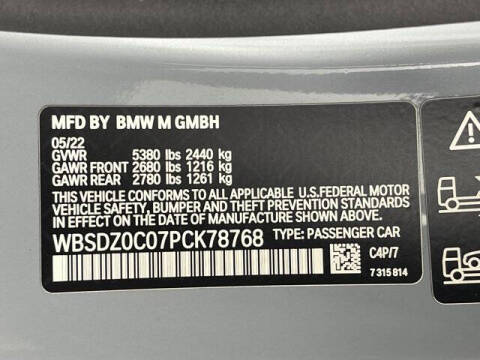 MFD BY BMW M GMBH
05/22
GVWR 5380 lbs 2440 kg
GAWR FRONT 2680 lbs 1216 kg
GAWR REAR 2780 lbs 1261 kg
THIS VEHICLE CONFORMS TO ALL APPLICABLE U.S.FEDERAL MOTOR
VEHICLE SAFETY, BUMPER AND THEFT PREVENTION STANDARDS
IN EFFECT ON THE DATE OF MANUFACTURE SHOWN ABOVE.
WBSDZ0C07PCK78768 TYPE: PASSENGER CAR
C4P/7
7 315 814